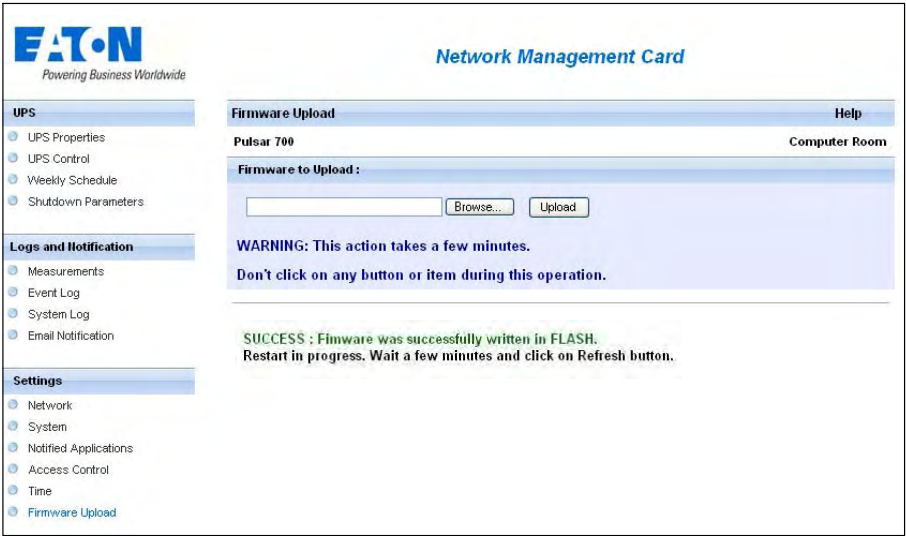 EATON
Powering Business Worldwide
Network Management Card
UPS
UPS Properties
UPS Control
Weekly Schedule
Shutdown Parameters
Logs and Notification
Measurements
Event Log
System Log
Email Notification
Settings
Network
System
Notified Applications
Access Control
Time
Firmware Upload
Firmware Upload Help
Pulsar 700 Computer Room
Firmware to Upload :
Browse... Upload
WARNING: This action takes a few minutes.
Don't click on any button or item during this operation.
SUCCESS : Fimware was successfully written in FLASH.
Restart in progress. Wait a few minutes and click on Refresh button.